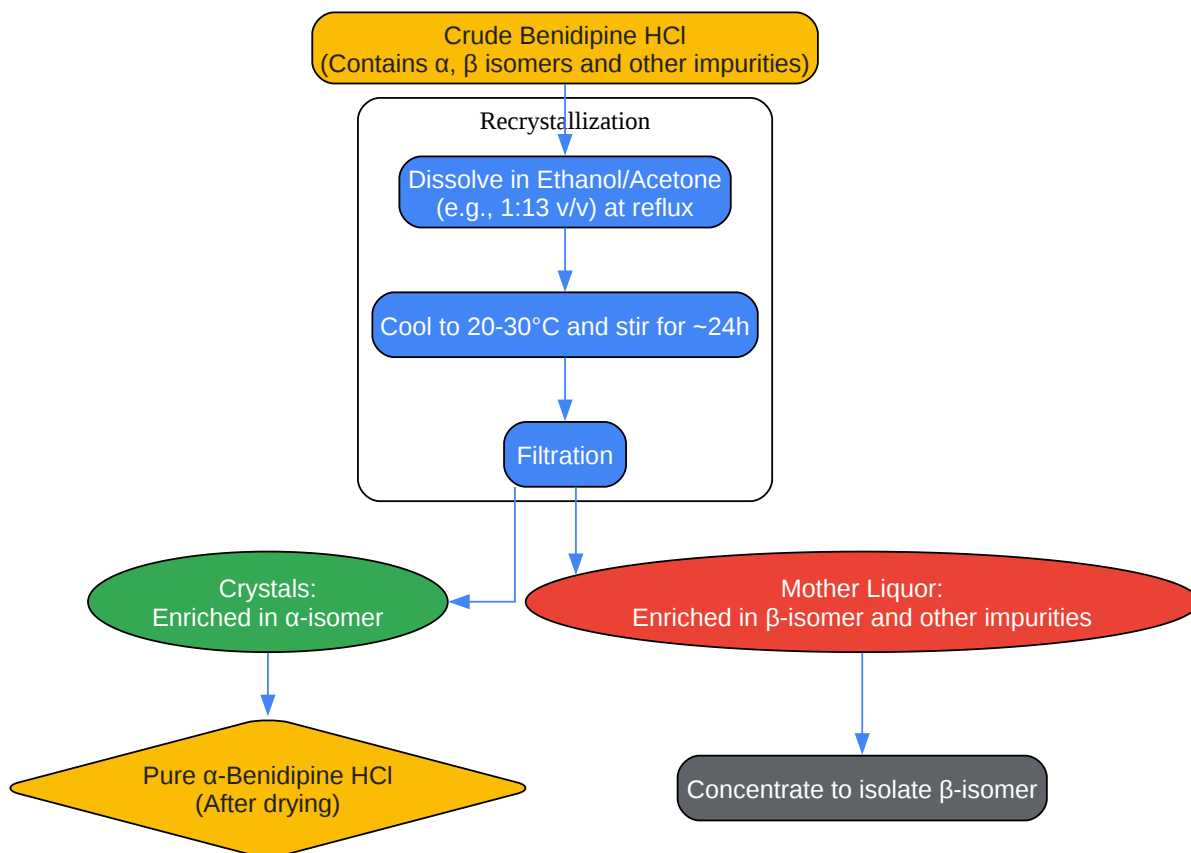 Crude Benidipine HCl
(Contains α, β isomers and other impurities)
Recrystallization
Dissolve in Ethanol/Acetone
(e.g., 1:13 v/v) at reflux
Cool to 20-30°C and stir for ~24h
Filtration
Crystals:
Enriched in α-isomer
Mother Liquor:
Enriched in β-isomer and other impurities
Pure α-Benidipine HCl
(After drying)
Concentrate to isolate β-isomer